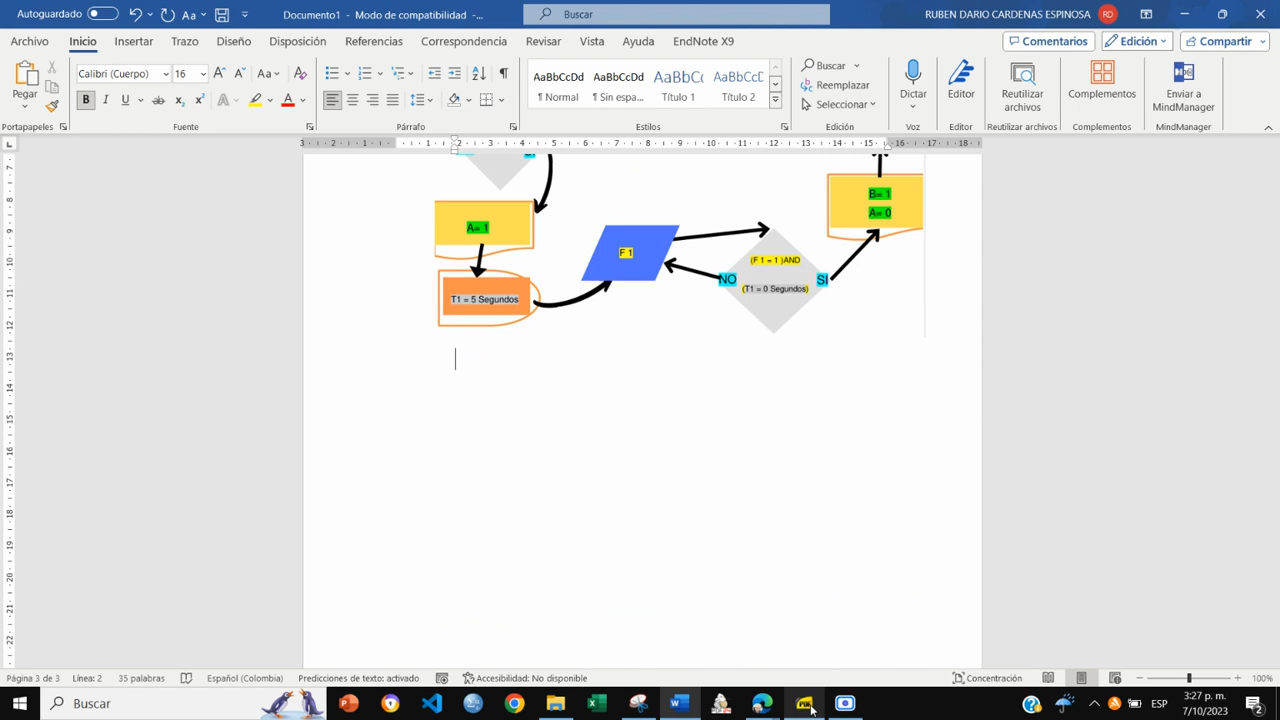 Autoguardado
Documento1 - Modo de compatibilidad -...
Buscar
RUBEN DARIO CARDENAS ESPINOSA
RD
Archivo
Inicio
Insertar
Trazo
Diseño
Disposición
Referencias
Correspondencia
Revisar
Vista
Ayuda
EndNote X9
Comentarios
Edición
Compartir
Pegar
Portapapeles
Calibri (Cuerpo)
16
Fuente
Párrafo
AaBbCcDd
¶ Normal
AaBbCcDd
¶ Sin espa...
AaBbCc
Título 1
AaBbCcD
Título 2
Estilos
Buscar
Reemplazar
Seleccionar
Edición
Dictar
Voz
Editor
Editor
Reutilizar archivos
Reutilizar archivos
Complementos
Complementos
Enviar a MindManager
MindManager
A= 1
T1 = 5 Segundos
F 1
NO
(F 1 = 1 )AND
(T1 = 0 Segundos)
SI
B= 1
A= 0
Página 3 de 3
Línea: 2
35 palabras
Español (Colombia)
Predicciones de texto: activado
Accesibilidad: No disponible
Concentración
100%
Buscar
ESP
3:27 p. m.
7/10/2023